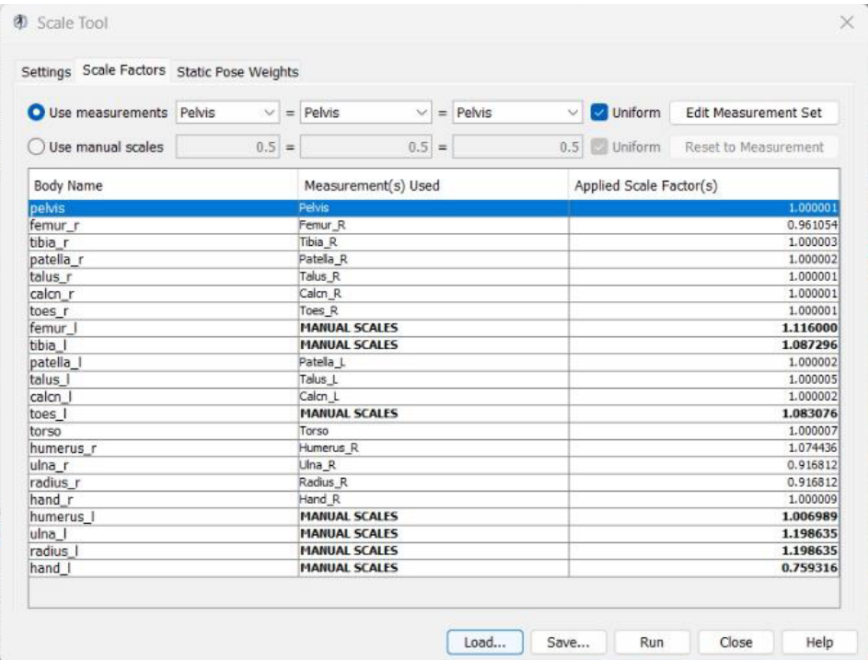 Scale Tool
Settings Scale Factors Static Pose Weights
Use measurements Pelvis = Pelvis = Pelvis Uniform Edit Measurement Set
Use manual scales 0.5 = 0.5 = 0.5 Uniform Reset to Measurement
Body Name Measurement(s) Used Applied Scale Factor(s)
pelvis Pelvis 1.000001
femur_r Femur_R 0.961054
tibia_r Tibia_R 1.000003
patella_r Patella_R 1.000002
talus_r Talus_R 1.000001
calcn_r Calcn_R 1.000001
toes_r Toes_R 1.000001
femur_l MANUAL SCALES 1.116000
tibia_l MANUAL SCALES 1.087296
patella_l Patella_L 1.000002
talus_l Talus_L 1.000005
calcn_l Calcn_L 1.000002
toes_l MANUAL SCALES 1.083076
torso Torso 1.000007
humerus_r Humerus_R 1.074436
ulna_r Ulna_R 0.916812
radius_r Radius_R 0.916812
hand_r Hand_R 1.000009
humerus_l MANUAL SCALES 1.006989
ulna_l MANUAL SCALES 1.198635
radius_l MANUAL SCALES 1.198635
hand_l MANUAL SCALES 0.759316
Load... Save... Run Close Help